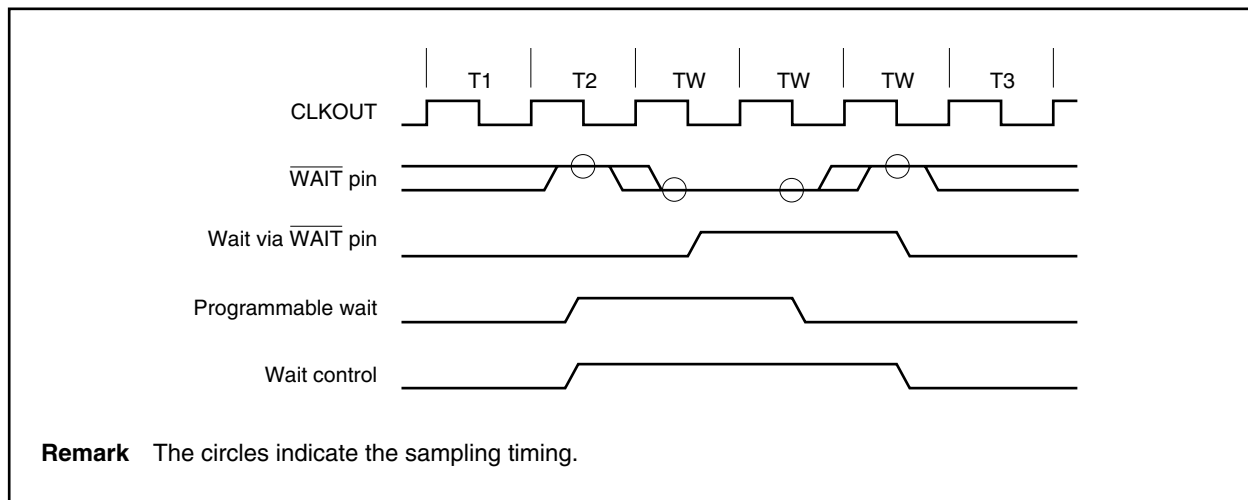 T1 T2 TW TW TW T3
CLKOUT
WAIT pin
Wait via WAIT pin
Programmable wait
Wait control
Remark The circles indicate the sampling timing.